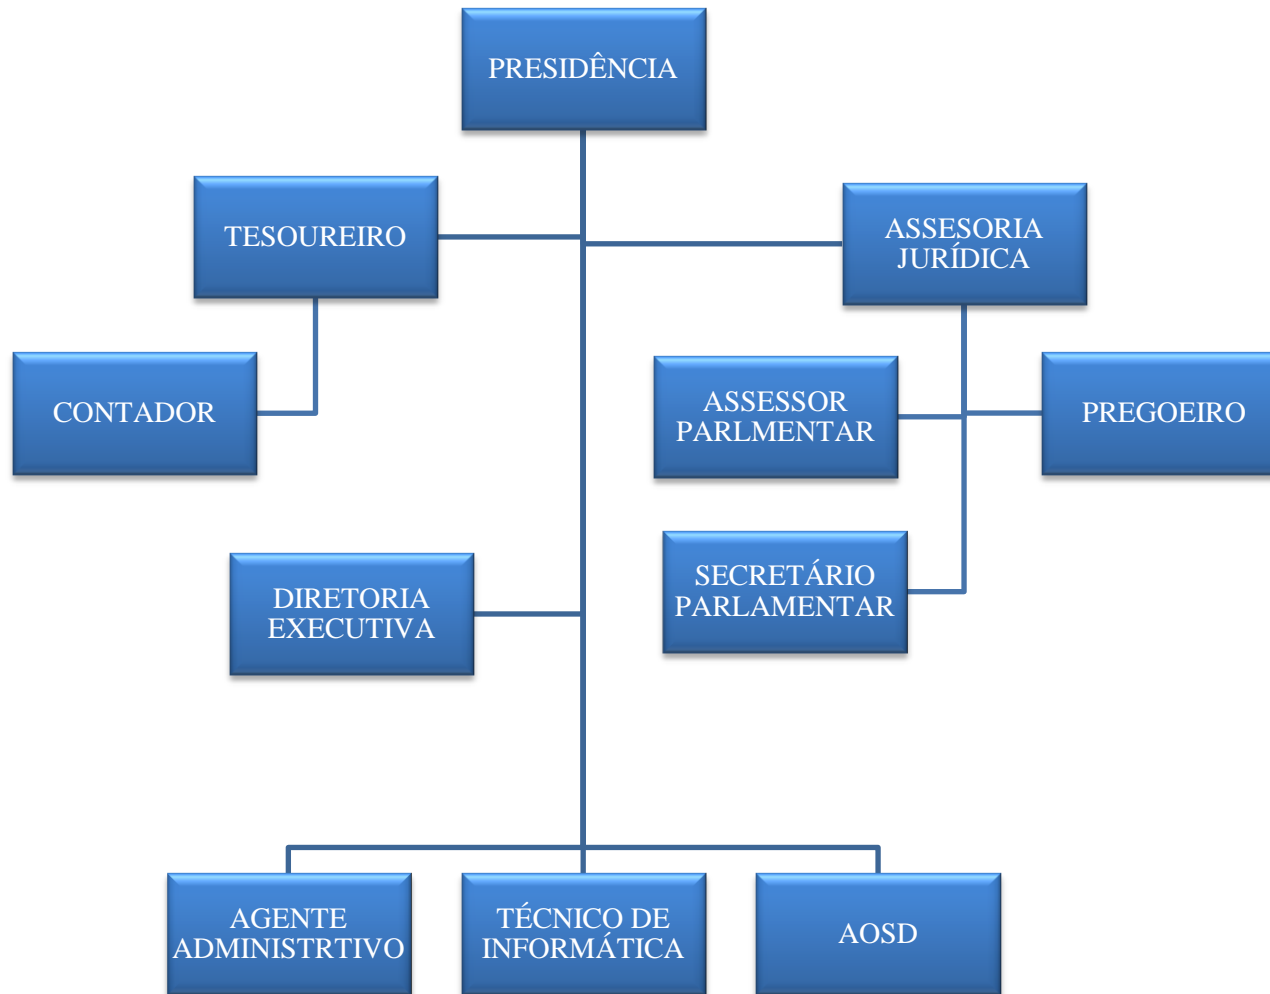 PRESIDÊNCIA
TESOUREIRO
ASSESORIA
JURÍDICA
CONTADOR
ASSESSOR
PARLMENTAR
PREGOEIRO
SECRETÁRIO
PARLAMENTAR
DIRETORIA
EXECUTIVA
AGENTE
ADMINISTRTIVO
TÉCNICO DE
INFORMÁTICA
AOSD